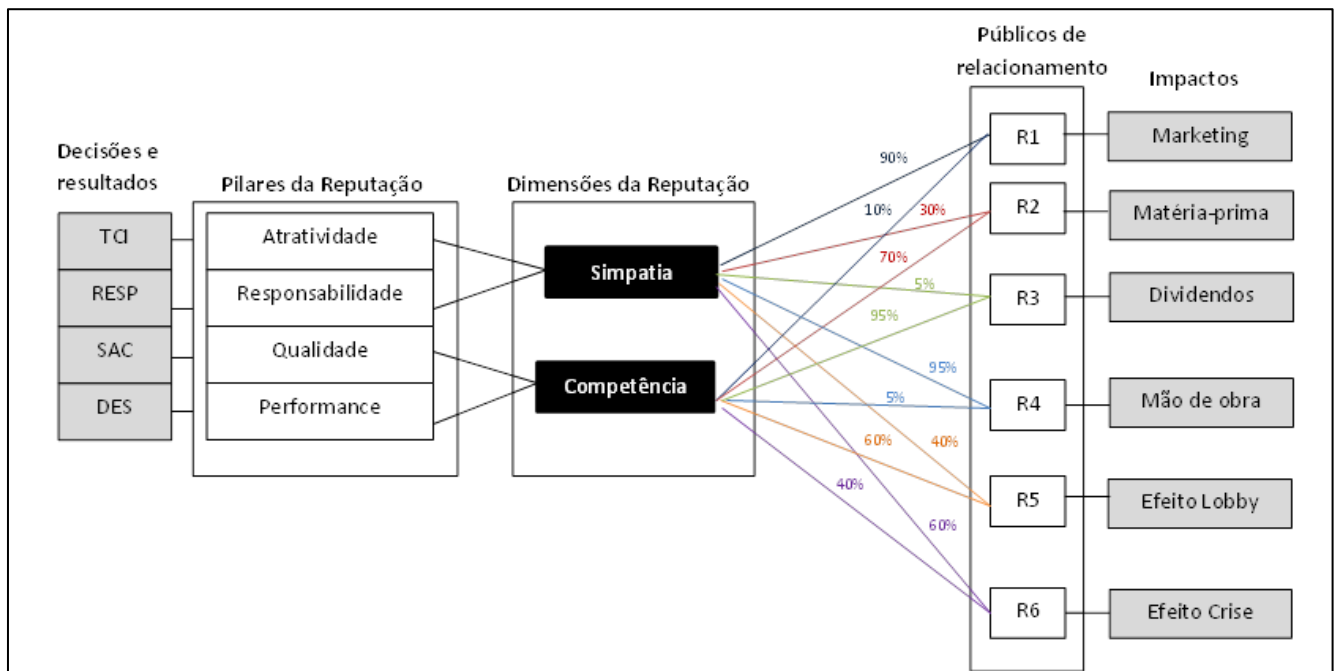 Públicos de
relacionamento
Impactos
Decisões e
resultados
Pilares da Reputação
Dimensões da Reputação
TCI
RESP
SAC
DES
Atratividade
Responsabilidade
Qualidade
Performance
Simpatia
Competência
90%
10%
30%
70%
5%
95%
95%
5%
60%
40%
40%
60%
R1
R2
R3
R4
R5
R6
Marketing
Matéria-prima
Dividendos
Mão de obra
Efeito Lobby
Efeito Crise